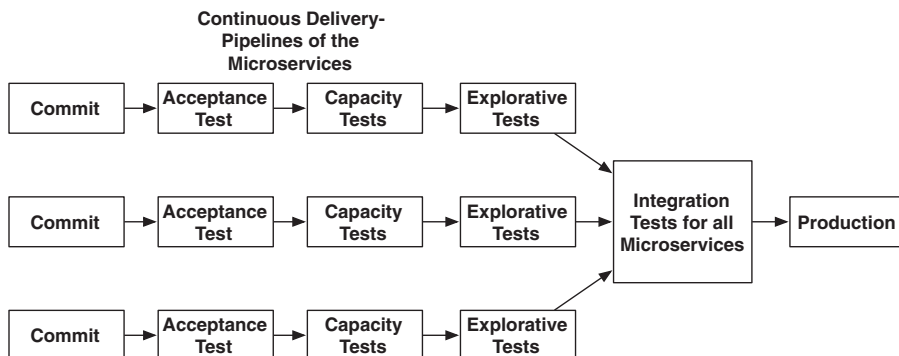 Continuous Delivery-
Pipelines of the
Microservices
Commit
Acceptance
Test
Capacity
Tests
Explorative
Tests
Commit
Acceptance
Test
Capacity
Tests
Explorative
Tests
Commit
Acceptance
Test
Capacity
Tests
Explorative
Tests
Integration
Tests for all
Microservices
Production